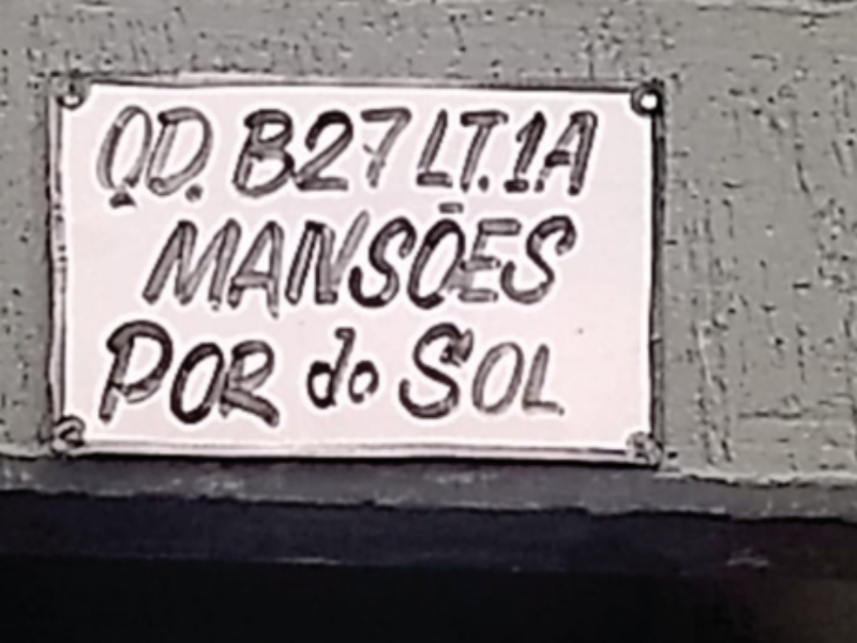 QD. B27 LT.1A
MANSÕES
POR do SOL